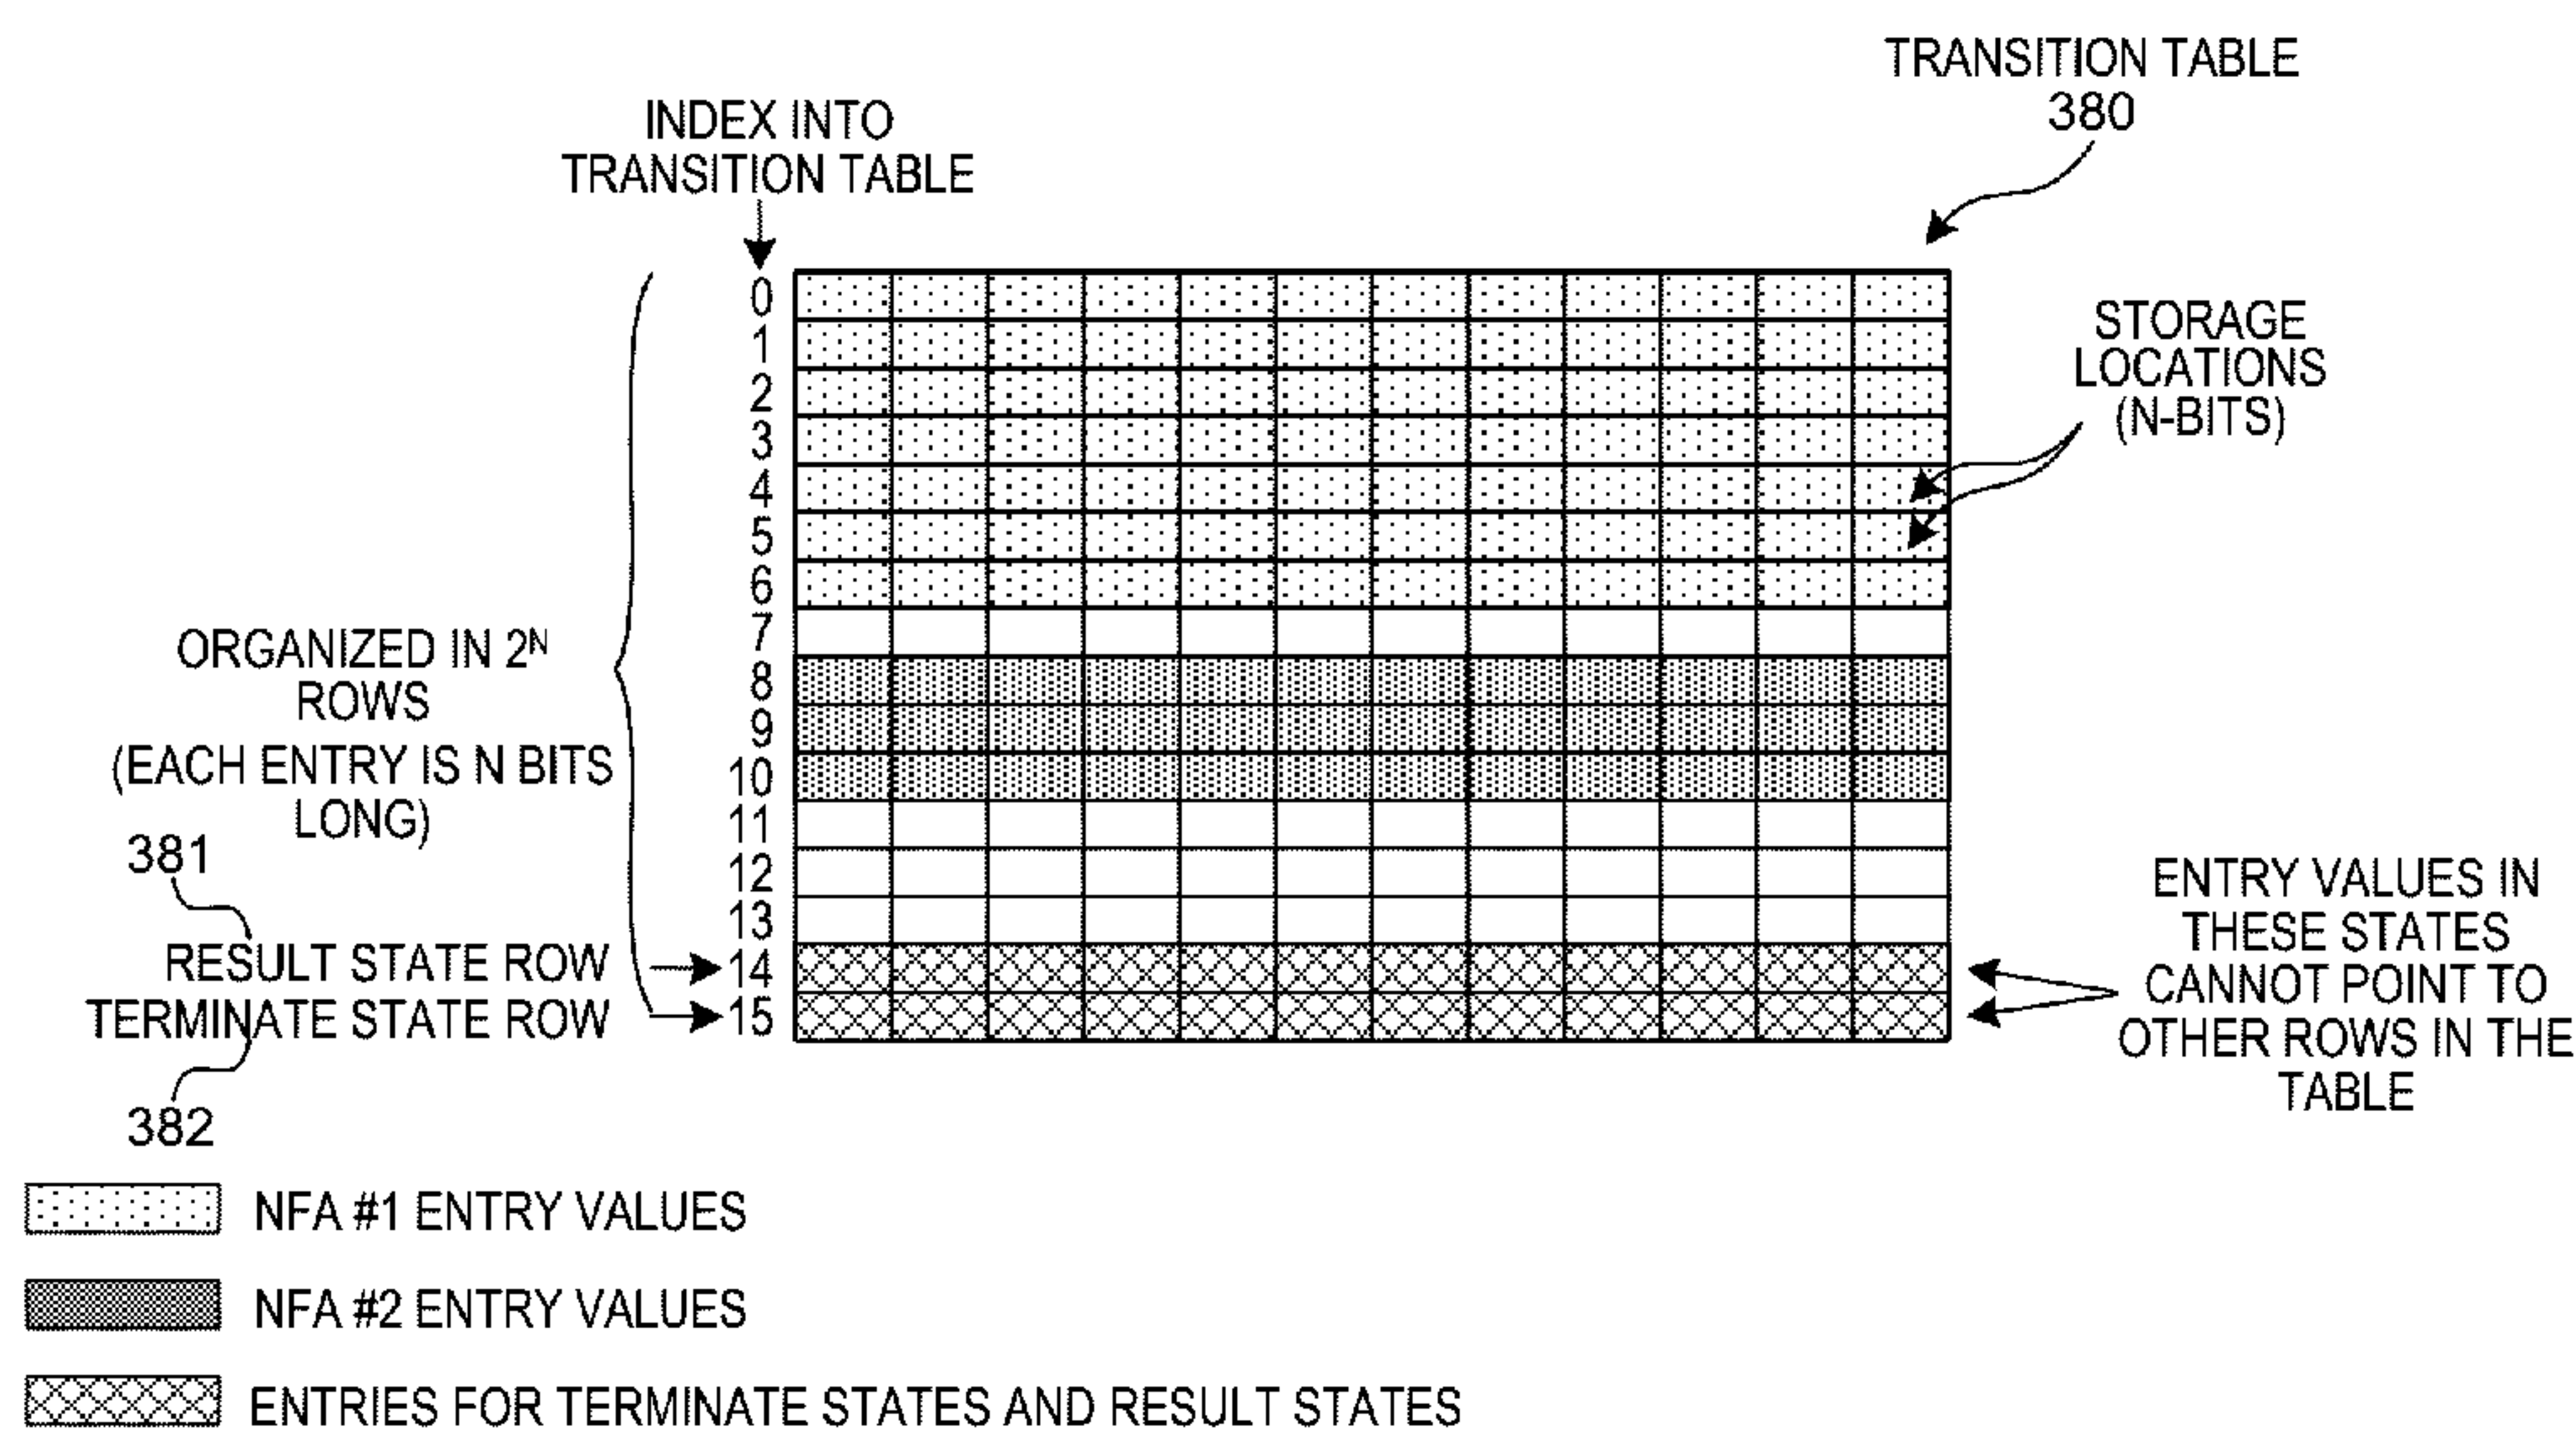 TRANSITION TABLE
380
INDEX INTO
TRANSITION TABLE
0
1
2
3
4
5
6
7
8
9
10
11
12
13
14
15
STORAGE
LOCATIONS
(N-BITS)
ORGANIZED IN 2ᴺ
ROWS
(EACH ENTRY IS N BITS
LONG)
381
RESULT STATE ROW
TERMINATE STATE ROW
382
ENTRY VALUES IN
THESE STATES
CANNOT POINT TO
OTHER ROWS IN THE
TABLE
NFA #1 ENTRY VALUES
NFA #2 ENTRY VALUES
ENTRIES FOR TERMINATE STATES AND RESULT STATES